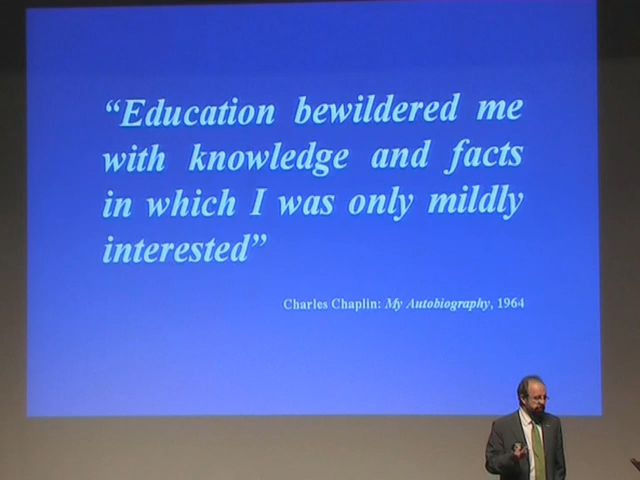 “Education bewildered me
with knowledge and facts
in which I was only mildly
interested”
Charles Chaplin: My Autobiography, 1964